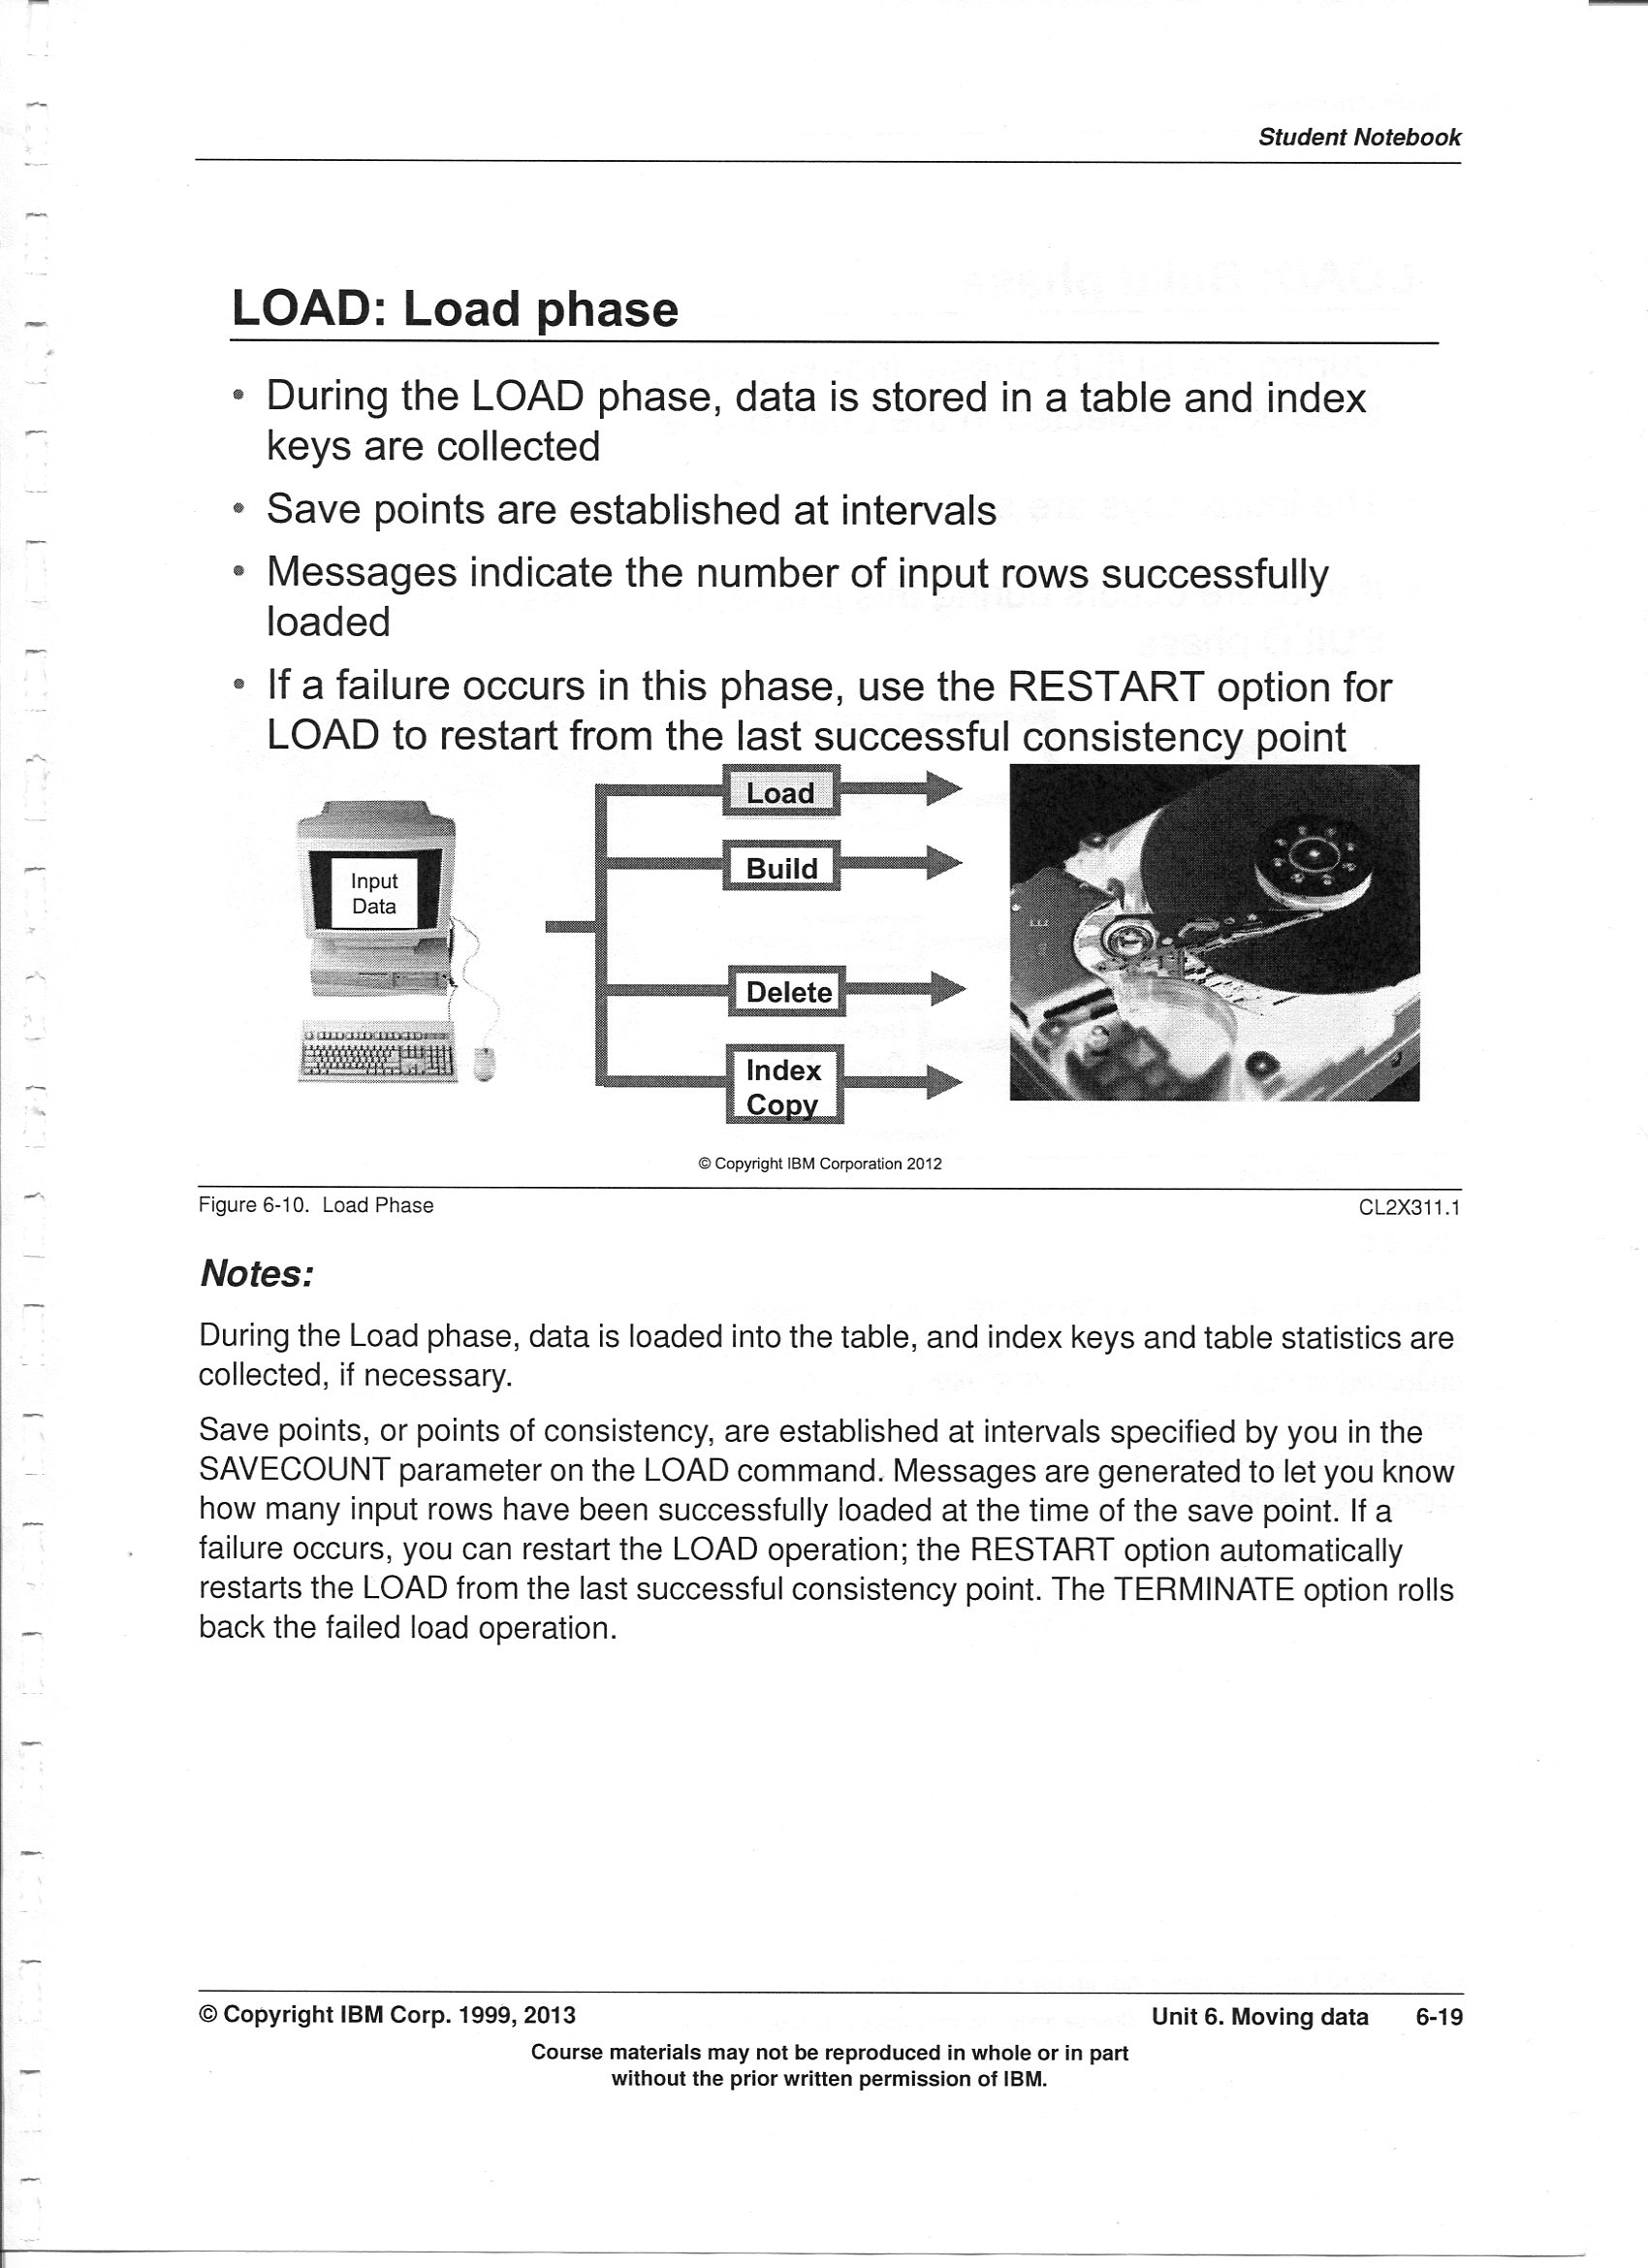 Student Notebook
LOAD: Load phase
• During the LOAD phase, data is stored in a table and index
keys are collected
• Save points are established at intervals
• Messages indicate the number of input rows successfully
loaded
• If a failure occurs in this phase, use the RESTART option for
LOAD to restart from the last successful consistency point
Input
Data
Load
Build
Delete
Index
Copy
© Copyright IBM Corporation 2012
Figure 6-10. Load Phase CL2X311.1
Notes:
During the Load phase, data is loaded into the table, and index keys and table statistics are
collected, if necessary.
Save points, or points of consistency, are established at intervals specified by you in the
SAVECOUNT parameter on the LOAD command. Messages are generated to let you know
how many input rows have been successfully loaded at the time of the save point. If a
failure occurs, you can restart the LOAD operation; the RESTART option automatically
restarts the LOAD from the last successful consistency point. The TERMINATE option rolls
back the failed load operation.
© Copyright IBM Corp. 1999, 2013 Unit 6. Moving data 6-19
Course materials may not be reproduced in whole or in part
without the prior written permission of IBM.